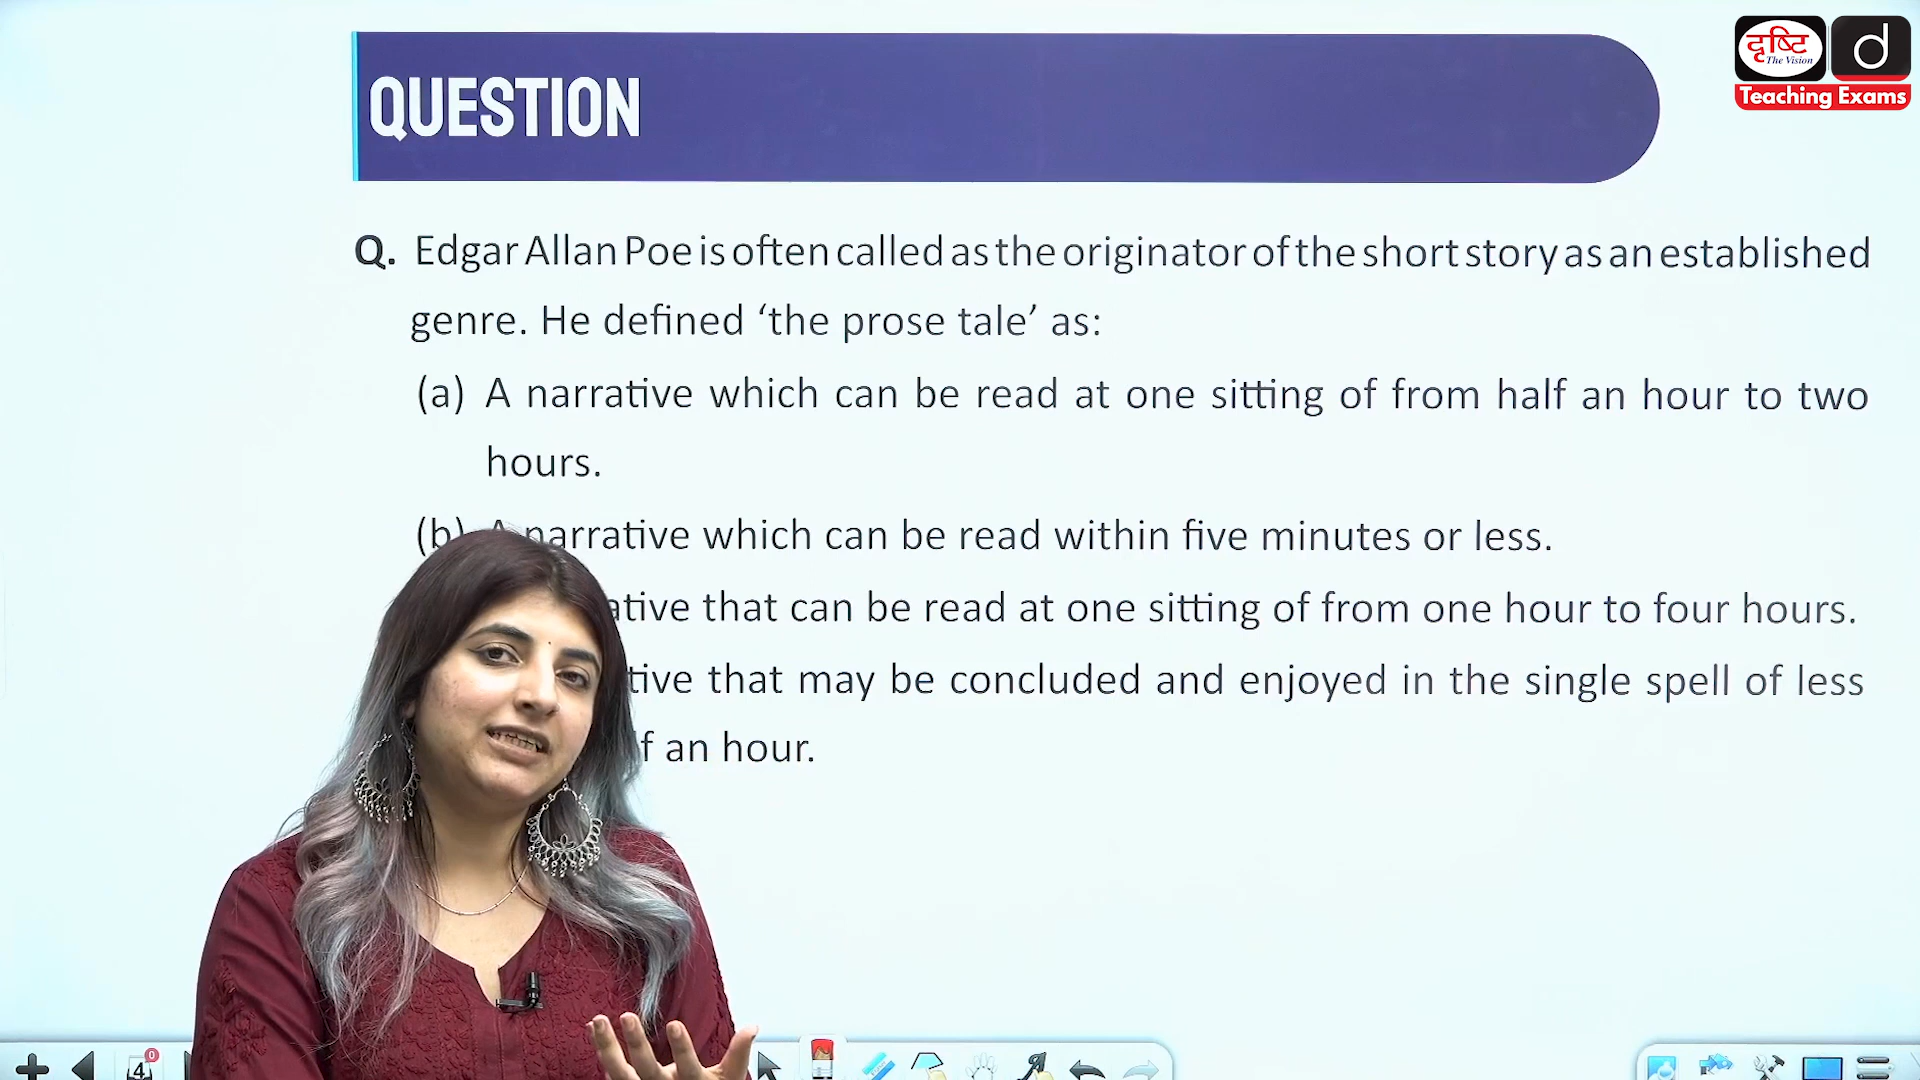 दृष्टि
The Vision
d
Teaching Exams
QUESTION
Q. Edgar Allan Poe is often called as the originator of the short story as an established
genre. He defined ‘the prose tale’ as:
(a) A narrative which can be read at one sitting of from half an hour to two
hours.
(b) A narrative which can be read within five minutes or less.
that can be read at one sitting of from one hour to four hours.
that may be concluded and enjoyed in the single spell of less
an hour.
4
0